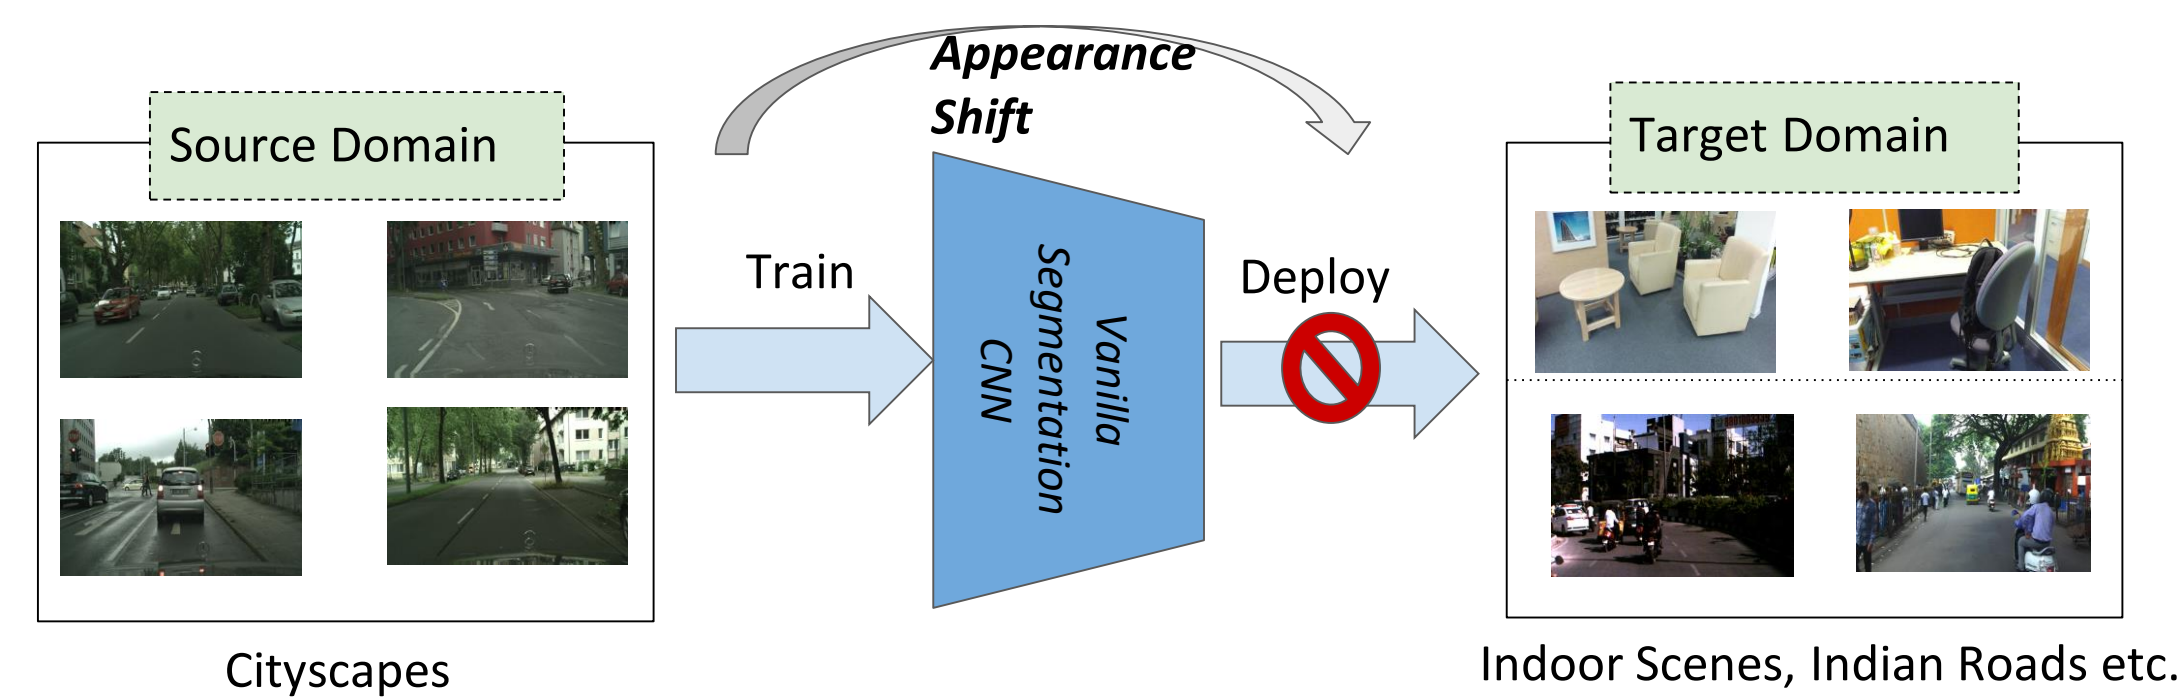 Appearance
Shift
Source Domain
Target Domain
Train
Deploy
Vanilla
Segmentation
CNN
Cityscapes
Indoor Scenes, Indian Roads etc.